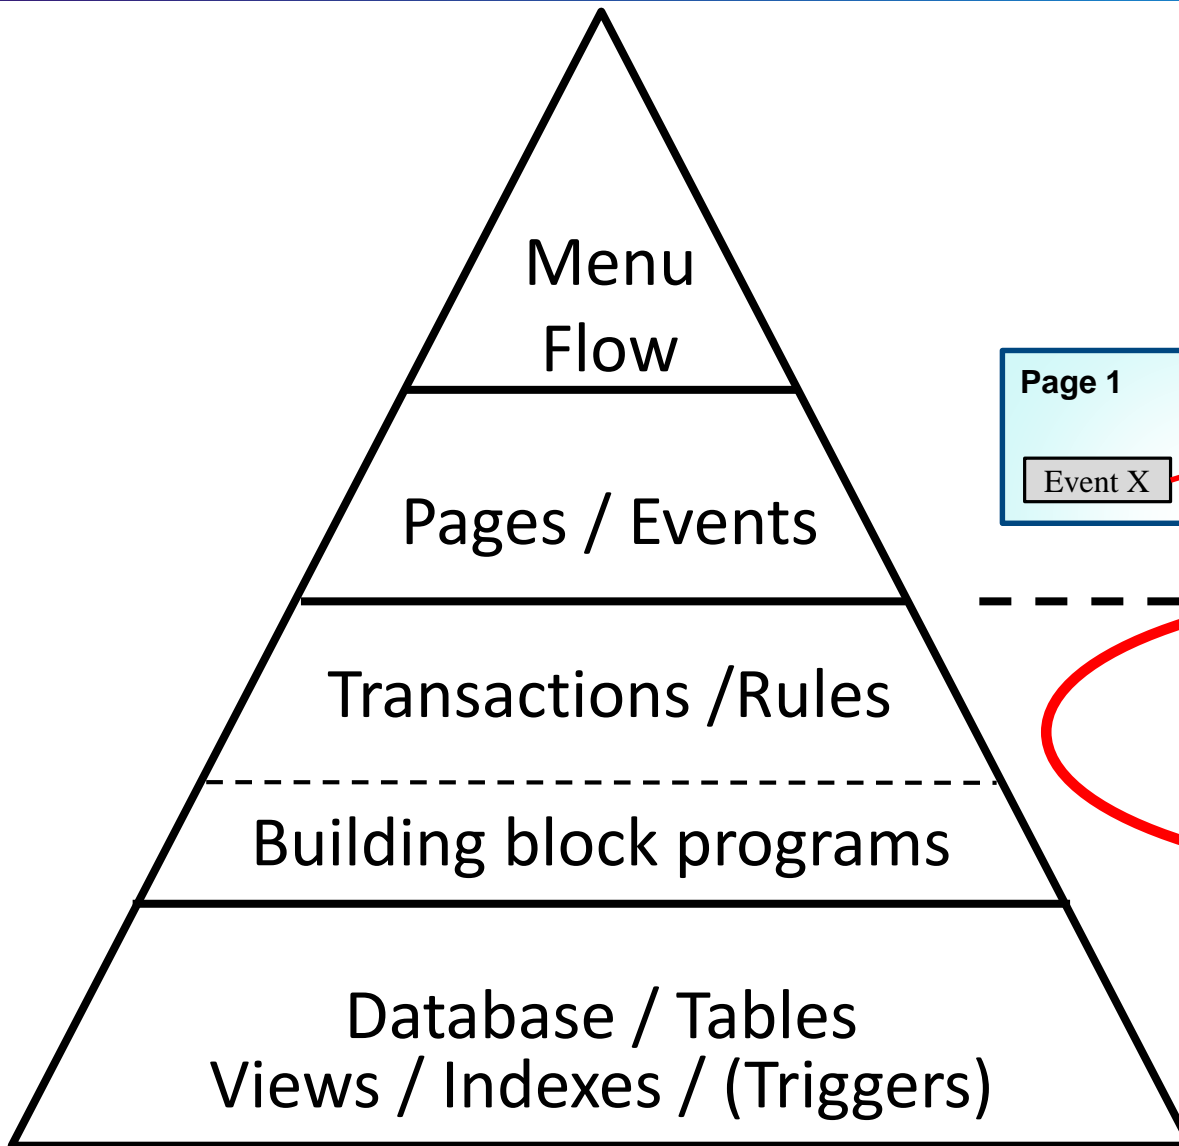 Menu
Flow
Page 1
Event X
Pages / Events
Transactions /Rules
Building block programs
Database / Tables
Views / Indexes / (Triggers)